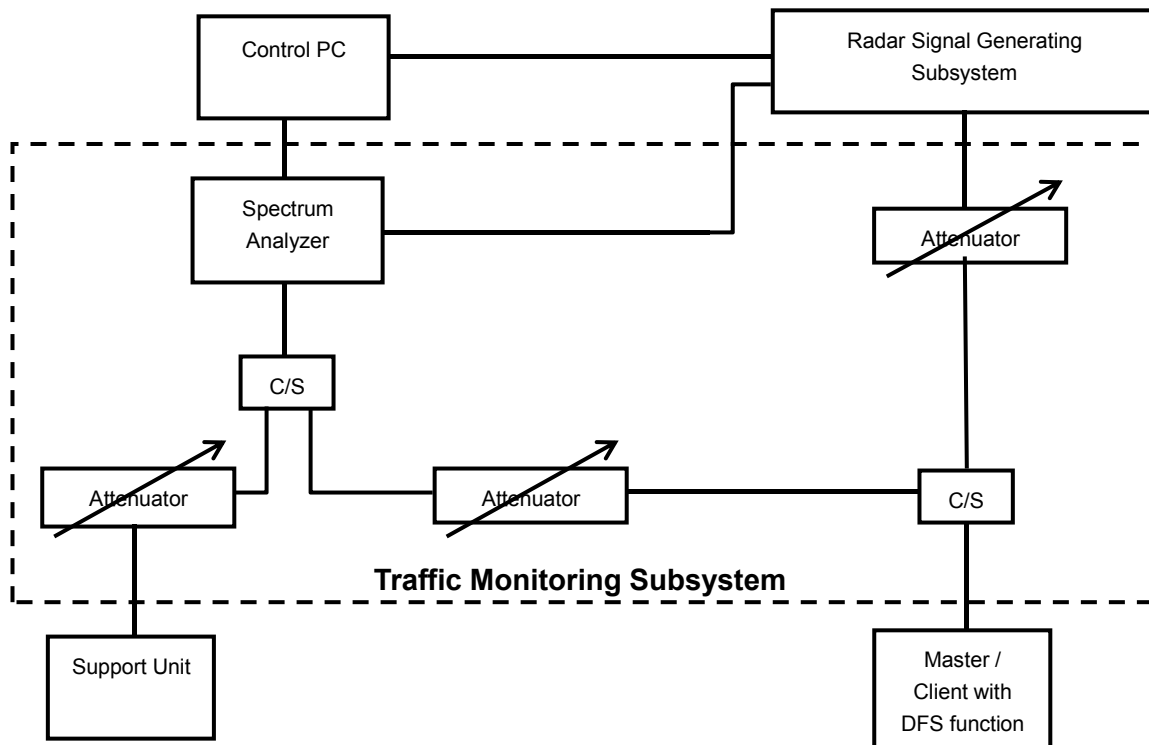 Control PC
Radar Signal Generating
Subsystem
Spectrum
Analyzer
Attenuator
C/S
Attenuator
Attenuator
C/S
Traffic Monitoring Subsystem
Support Unit
Master /
Client with
DFS function